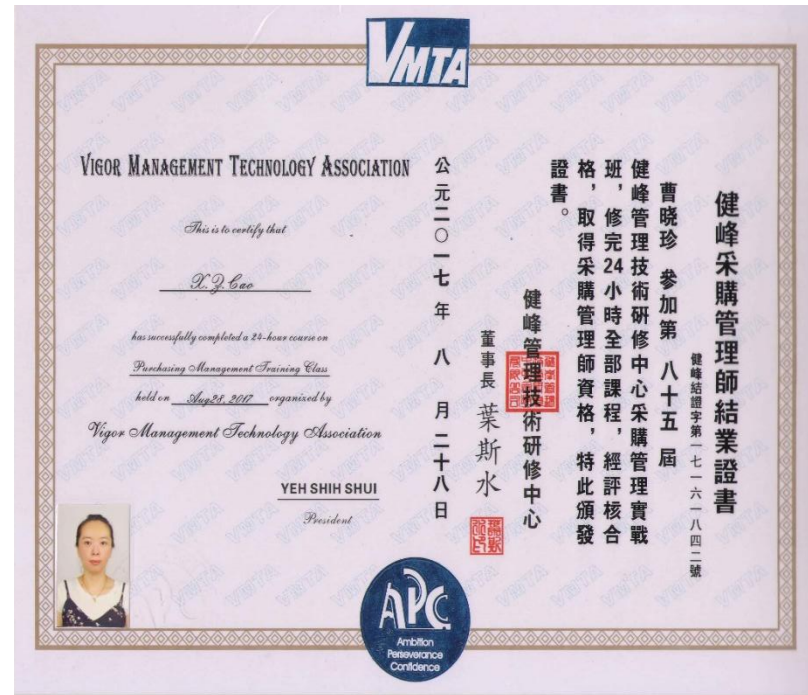 VMTA
VIGOR MANAGEMENT TECHNOLOGY ASSOCIATION
This is to certify that
X.Z.Cao
has successfully completed a 24-hour course on
Purchasing Management Training Class
held on Aug28, 2017 organized by
Vigor Management Technology Association
YEH SHIH SHUI
President
健峰采購管理師結業證書
健峰結證字第一七一六一八四二號
曹晓珍 參加第 八十五 屆
健峰管理技術研修中心采購管理實戰
班，修完24小時全部課程，經評核合
格，取得采購管理師資格，特此頒發
證書。
健峰管理技術研修中心
董事長 葉斯水
公元二〇一七年 八 月二十八日
APC
Ambition
Perseverance
Confidence